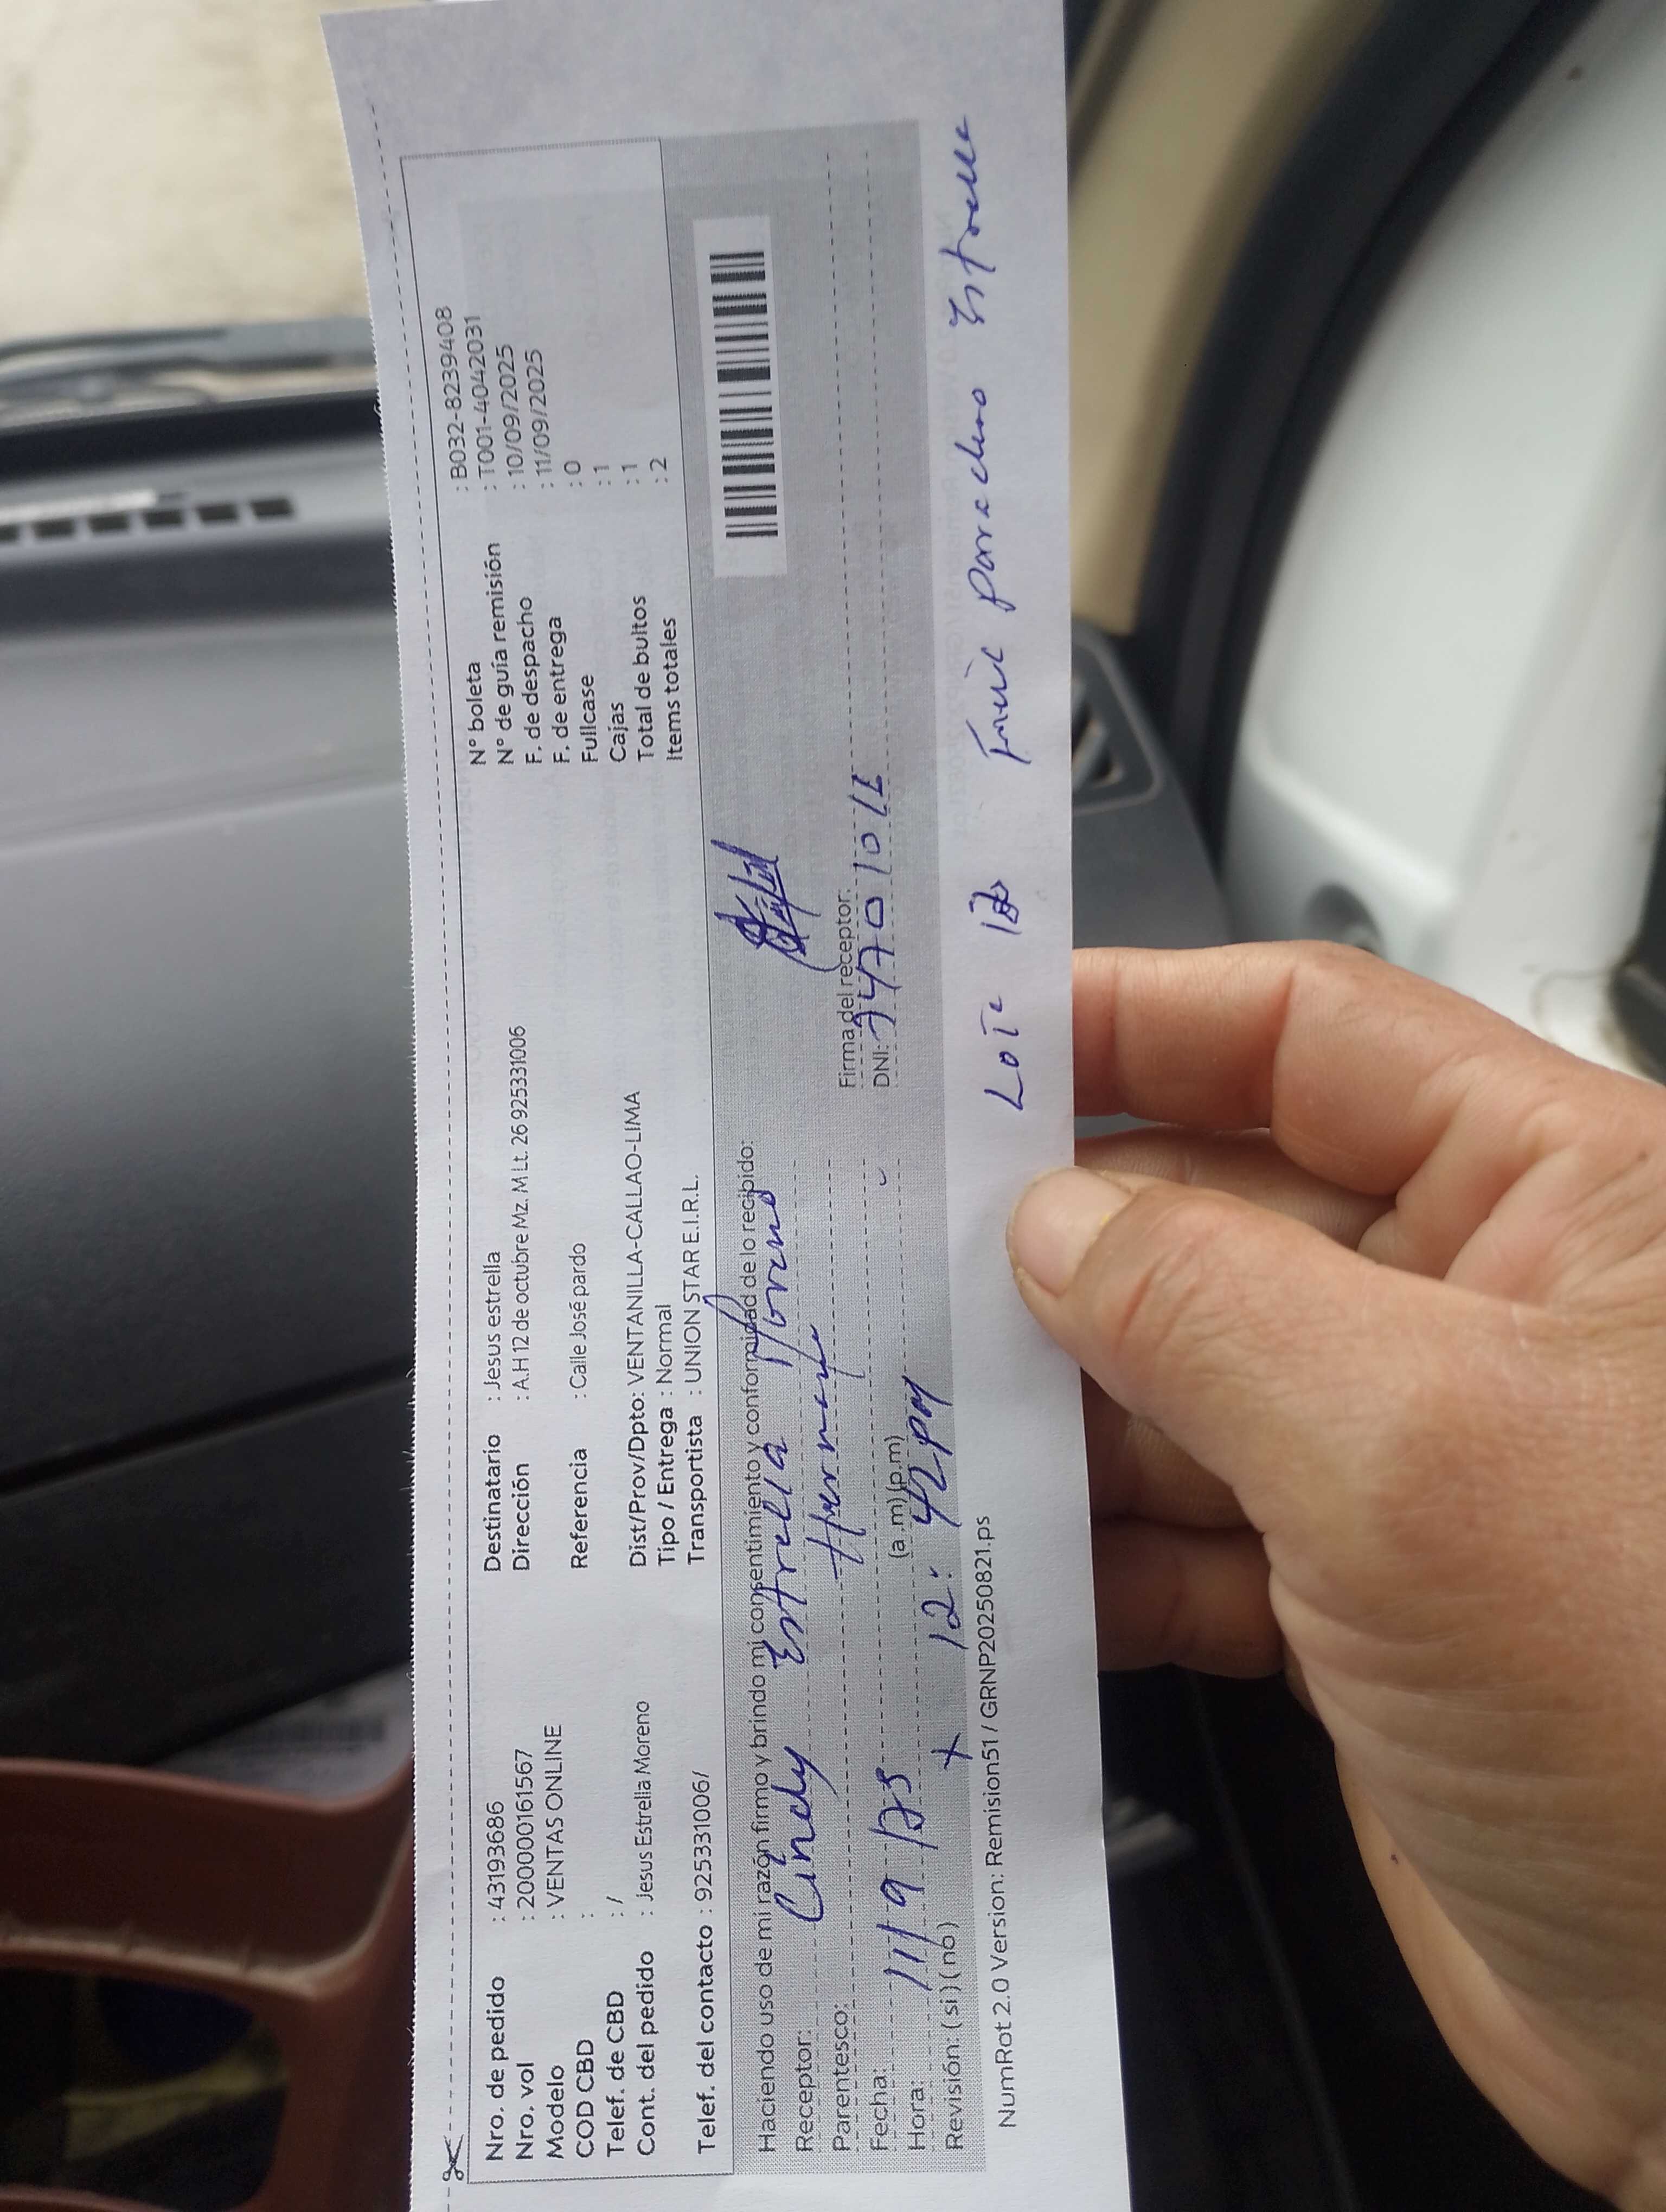 Nro. de pedido : 43193686
Nro. vol : 2000000161567
Modelo : VENTAS ONLINE
COD CBD :
Telef. de CBD : /
Cont. del pedido : Jesus Estrella Moreno
Telef. del contacto : 925331006/
Destinatario : Jesus estrella
Dirección : A.H 12 de octubre Mz. M Lt. 26 925331006
Referencia : Calle José pardo
Dist/Prov/Dpto: VENTANILLA-CALLAO-LIMA
Tipo / Entrega : Normal
Transportista : UNION STAR E.I.R.L.
N° boleta : B032-8239408
N° de guía remisión : T001-4042031
F. de despacho : 10/09/2025
F. de entrega : 11/09/2025
Fullcase : 0
Cajas : 1
Total de bultos : 1
Items totales : 2
Haciendo uso de mi razón firmo y brindo mi consentimiento y conformidad de lo recibido:
Receptor: Cindy Estrella Moreno
Parentesco: Hermana
Fecha: 11/9/25
Hora: 12:42 PM (a.m) (p.m)
Revisión: (si) (no)
Firma del receptor:
DNI:
NumRot 2.0 Version: Remision51 / GRNP20250821.ps
Lote